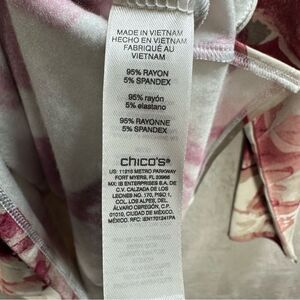 MADE IN VIETNAM
HECHO EN VIETNAM
FABRIQUÉ AU
VIETNAM
95% RAYON
5% SPANDEX
95% rayón
5% elastano
95% RAYONNE
5% SPANDEX
chico's®
US: 11215 METRO PARKWAY
FORT MYERS, FL 33966
MX: IB ENTERPRISES S.A. DE
C.V. CALZADA DE LOS
LEONES NO. 170, PISO 1,
COL. LOS ALPES, DEL.
ÁLVARO OBREGÓN, C.P.
01010, CIUDAD DE MÉXICO,
MÉXICO. RFC: IEN1701241PA